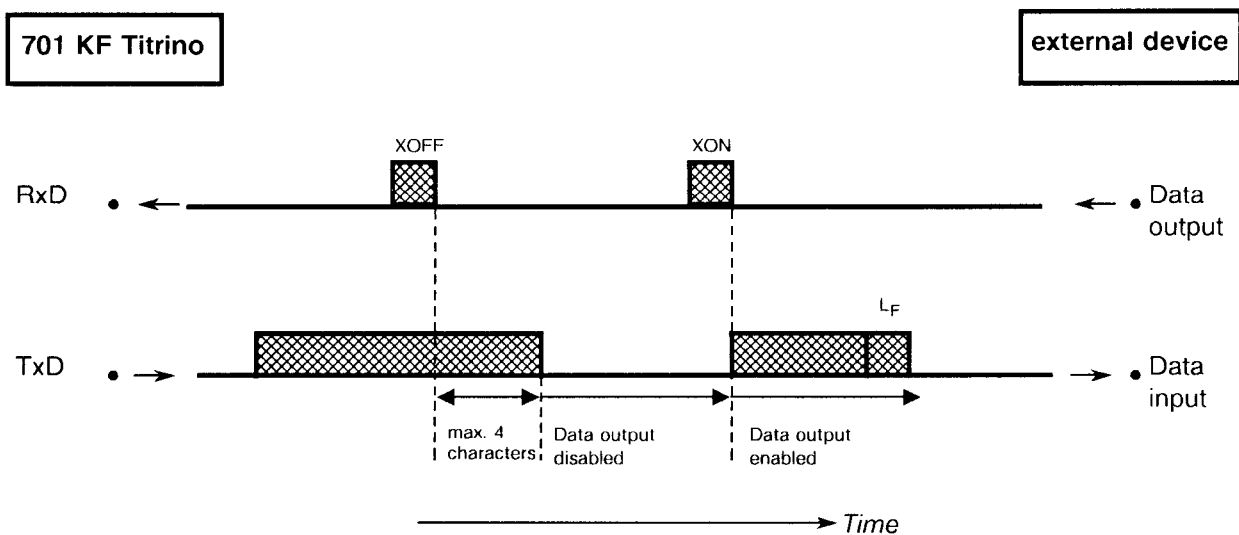 701 KF Titrino
external device
XOFF
XON
RxD
Data
output
LF
TxD
Data
input
max. 4
characters
Data output
disabled
Data output
enabled
Time